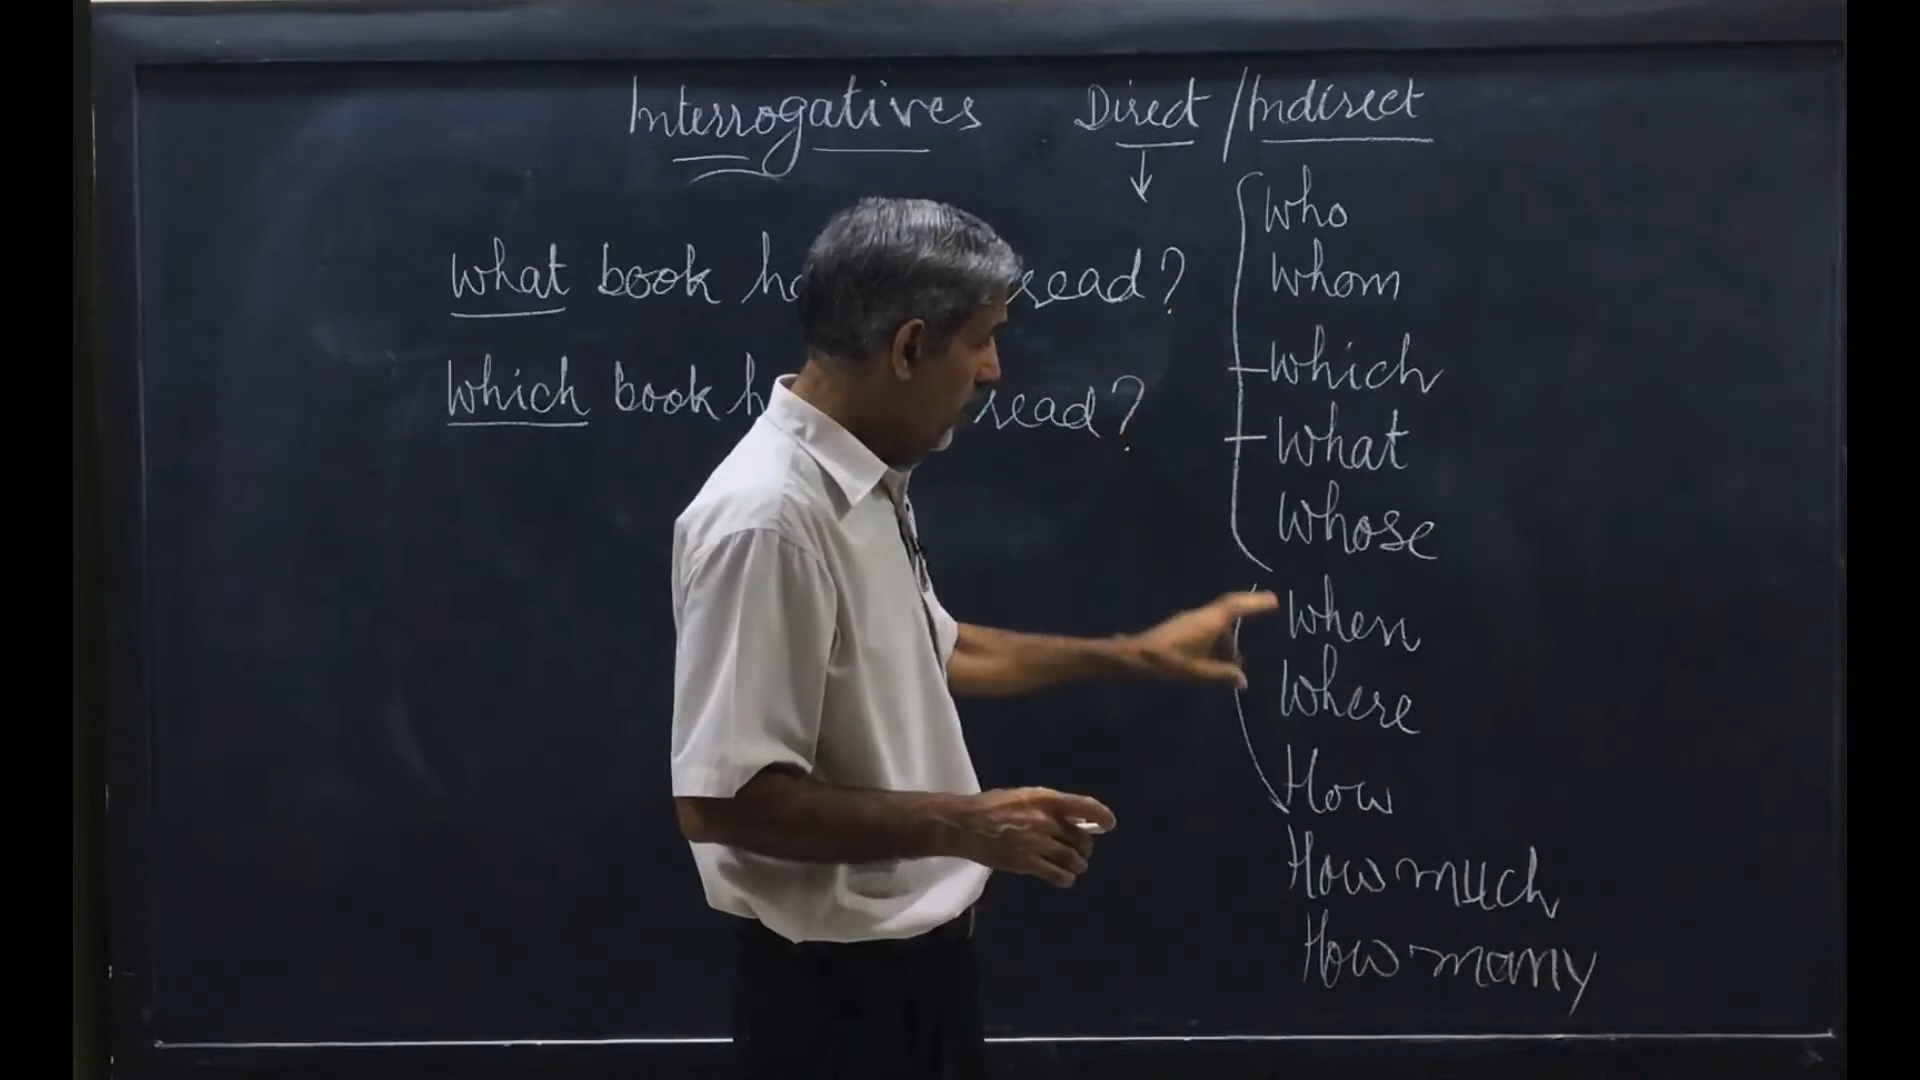 Interrogatives Direct / Indirect
what book ha read?
Which book h read?
Who
Whom
Which
What
Whose
When
Where
How
How much
How many